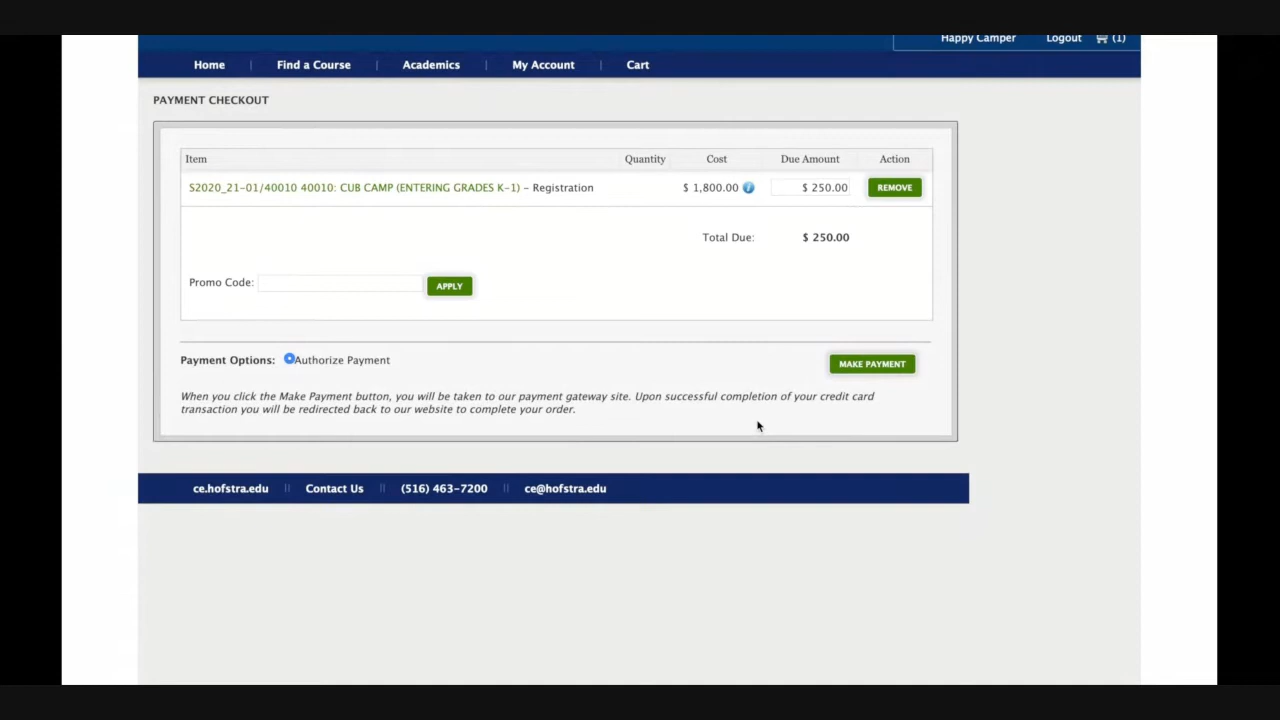 Happy Camper Logout (1)
Home | Find a Course | Academics | My Account | Cart
PAYMENT CHECKOUT
Item Quantity Cost Due Amount Action
S2020_21-01/40010 40010: CUB CAMP (ENTERING GRADES K-1) - Registration $ 1,800.00 $ 250.00 REMOVE
Total Due: $ 250.00
Promo Code: APPLY
Payment Options: Authorize Payment MAKE PAYMENT
When you click the Make Payment button, you will be taken to our payment gateway site. Upon successful completion of your credit card
transaction you will be redirected back to our website to complete your order.
ce.hofstra.edu || Contact Us || (516) 463-7200 || ce@hofstra.edu